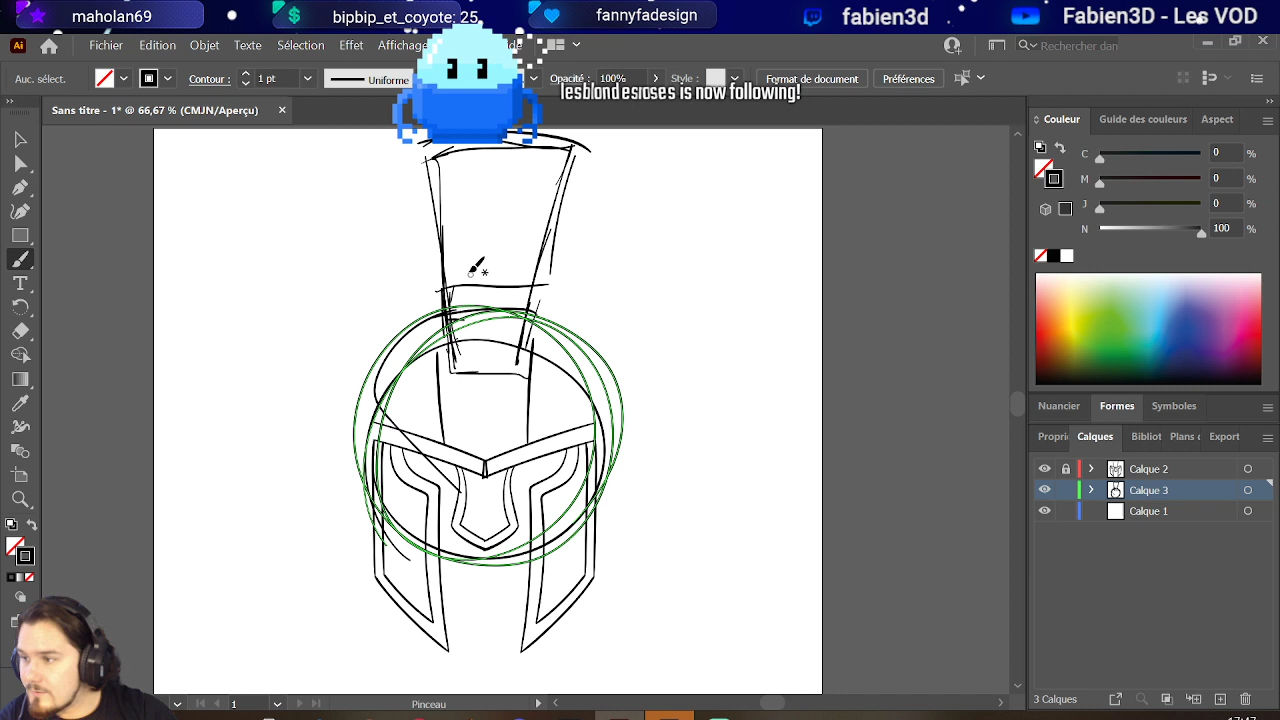 maholan69
bipbip_et_coyote: 25
fannyfadesign
fabien3d
Fabien3D - Les VOD
Ai
Fichier Edition Objet Texte Sélection Effet Affichage
Rechercher dan
Auc. sélect.
Contour :
1 pt
Uniforme
Opacité :
100%
Style :
Format de document
Préférences
lesblondesioses is now following!
Sans titre - 1* @ 66,67 % (CMJN/Aperçu)
Couleur
Guide des couleurs
Aspect
C 0 %
M 0 %
J 0 %
N 100 %
Nuancier
Formes
Symboles
Propri
Calques
Bibliot
Plans d
Export
Calque 2
Calque 3
Calque 1
1
Pinceau
3 Calques